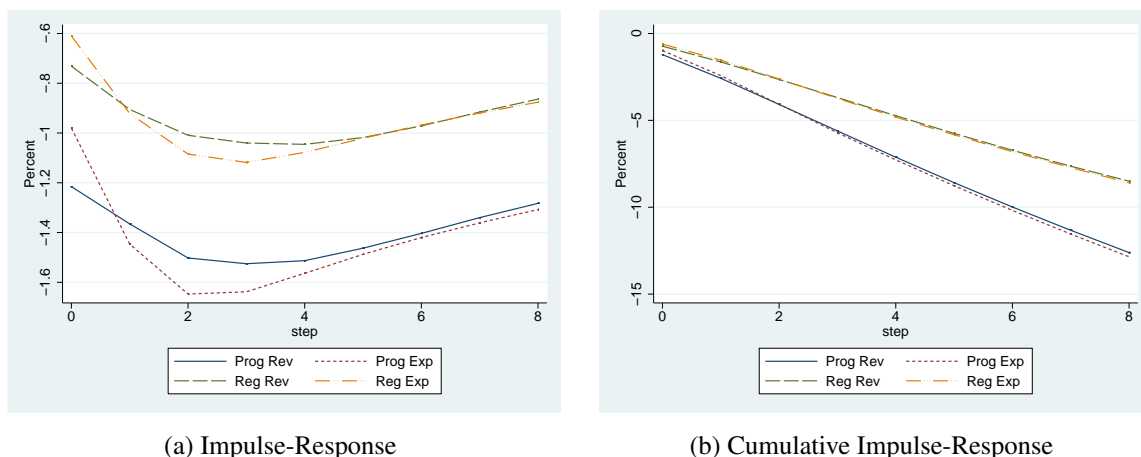 -.6
-.8
-1
-1.2
-1.4
-1.6
Percent
0 2 4 6 8
step
Prog Rev Prog Exp
Reg Rev Reg Exp
(a) Impulse-Response
0
-5
-10
-15
Percent
0 2 4 6 8
step
Prog Rev Prog Exp
Reg Rev Reg Exp
(b) Cumulative Impulse-Response